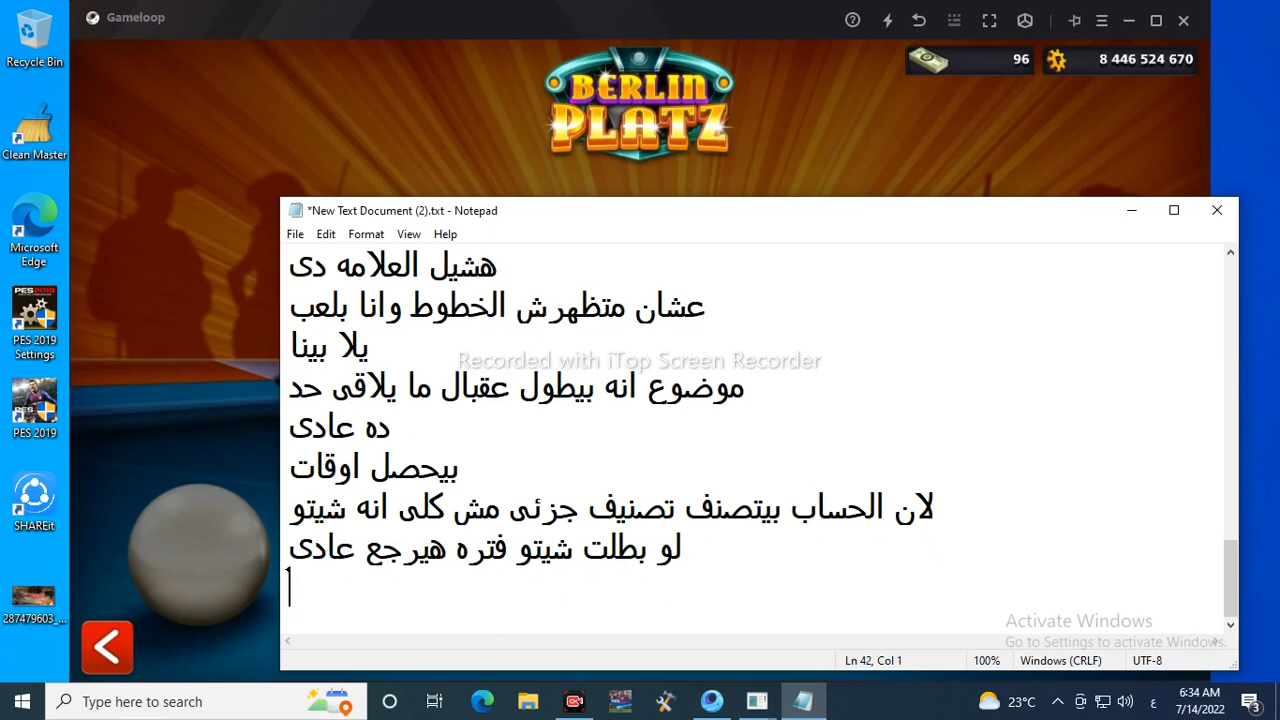 Recycle Bin
Clean Master
Microsoft
Edge
PES 2019
Settings
PES 2019
SHAREit
287479603_...
Gameloop
BERLIN
PLATZ
96
8 446 524 670
*New Text Document (2).txt - Notepad
File Edit Format View Help
هشيل العلامه دى
عشان متظهرش الخطوط وانا بلعب
يلا بينا
موضوع انه بيطول عقبال ما يلاقى حد
ده عادى
بيحصل اوقات
لان الحساب بيتصنف تصنيف جزئى مش كلى انه شيتو
لو بطلت شيتو فتره هيرجع عادى
Recorded with iTop Screen Recorder
Activate Windows
Go to Settings to activate Windows.
Ln 42, Col 1 100% Windows (CRLF) UTF-8
Type here to search
23°C
ع
6:34 AM
7/14/2022
3